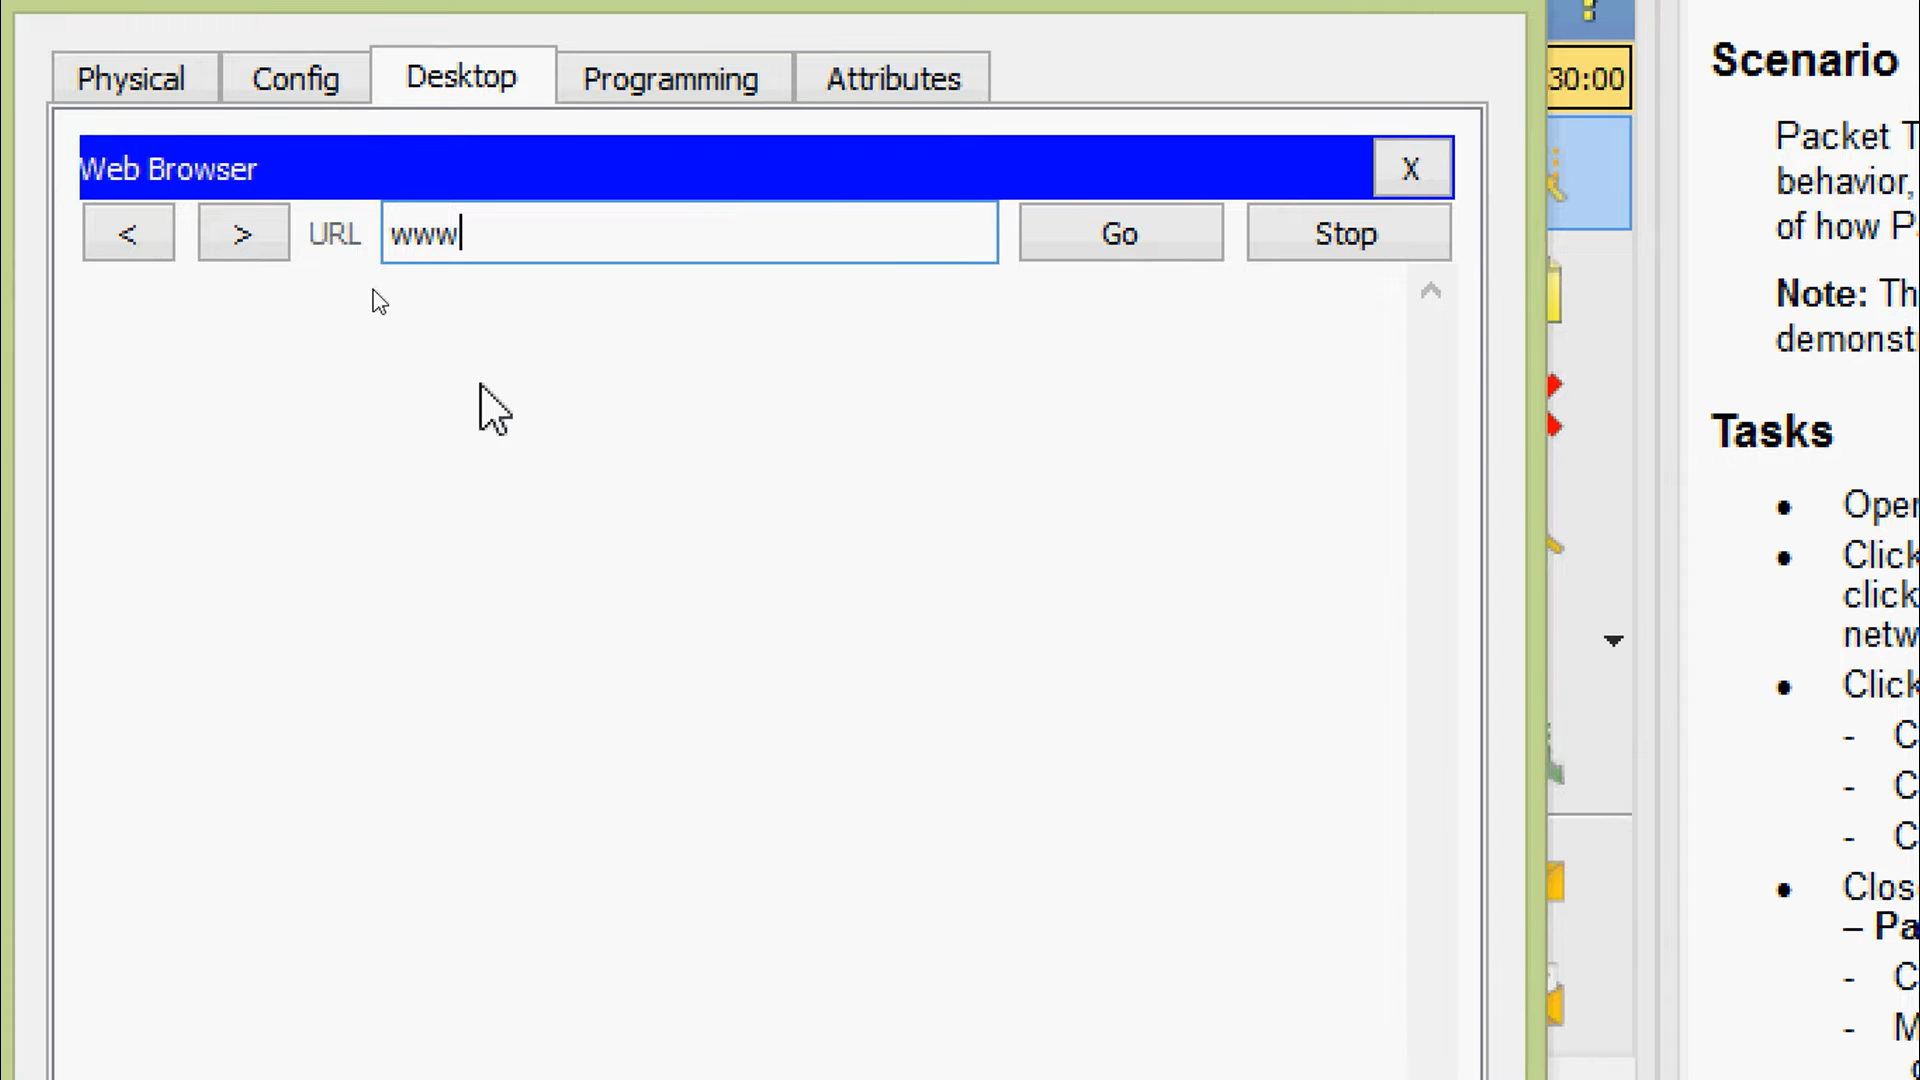 Physical
Config
Desktop
Programming
Attributes
Web Browser
X
<
>
URL
www
Go
Stop
?
30:00
Scenario
Packet T
behavior,
of how P
Note: Th
demonst
Tasks
• Oper
• Click
click
netw
• Click
- C
- C
- C
• Clos
– Pa
- C
- M